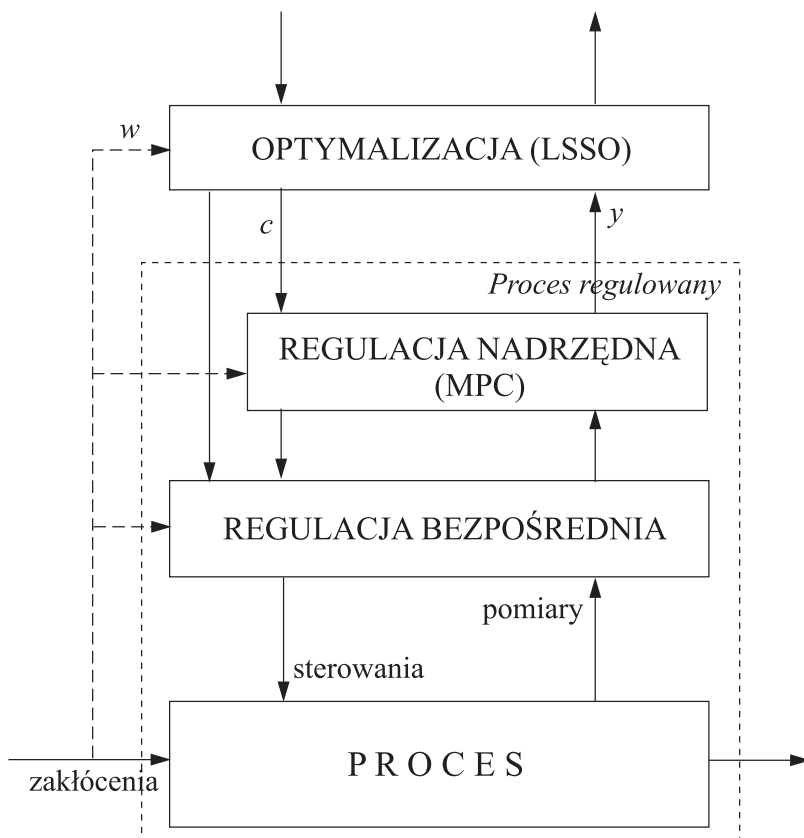 w
OPTYMALIZACJA (LSSO)
c
y
Proces regulowany
REGULACJA NADRZĘDNA
(MPC)
REGULACJA BEZPOŚREDNIA
pomiary
sterowania
P R O C E S
zakłócenia